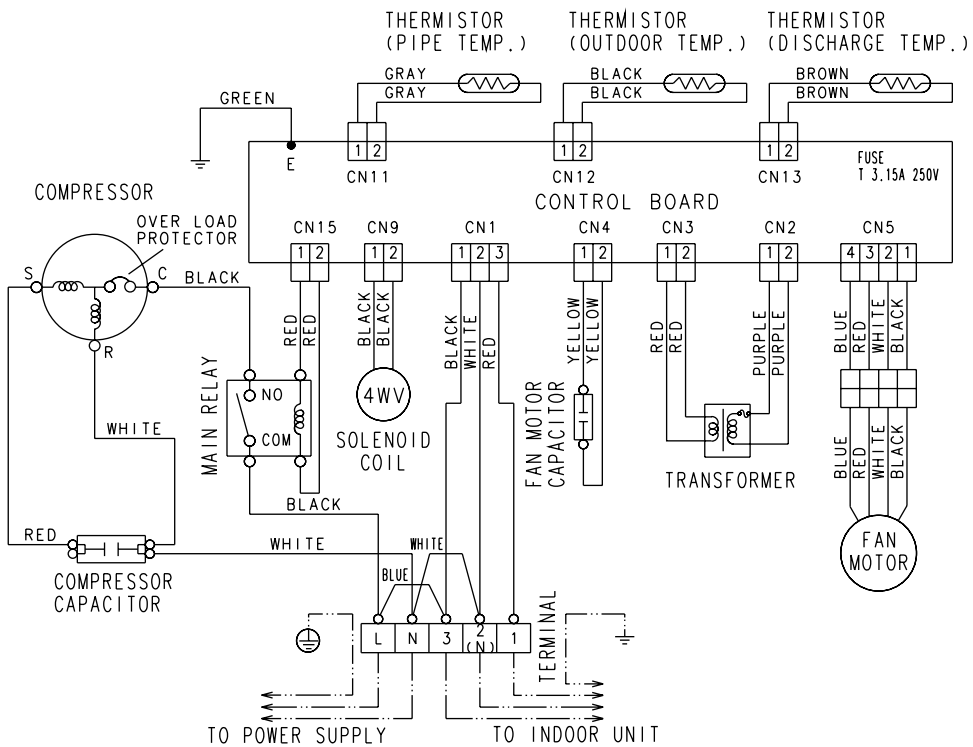 THERMISTOR
(PIPE TEMP.)
THERMISTOR
(OUTDOOR TEMP.)
THERMISTOR
(DISCHARGE TEMP.)
GRAY
GRAY
BLACK
BLACK
BROWN
BROWN
GREEN
E
1 2
CN11
1 2
CN12
1 2
CN13
FUSE
T 3.15A 250V
CONTROL BOARD
COMPRESSOR
OVER LOAD
PROTECTOR
S
C
R
BLACK
CN15
1 2
CN9
1 2
CN1
1 2 3
CN4
1 2
CN3
1 2
CN2
1 2
CN5
4 3 2 1
RED
RED
BLACK
BLACK
BLACK
WHITE
RED
YELLOW
YELLOW
RED
RED
PURPLE
PURPLE
BLUE
RED
WHITE
BLACK
MAIN RELAY
NO
COM
4WV
SOLENOID
COIL
FAN MOTOR
CAPACITOR
TRANSFORMER
BLUE
RED
WHITE
BLACK
FAN
MOTOR
WHITE
BLACK
RED
WHITE
WHITE
BLUE
COMPRESSOR
CAPACITOR
L N 3 2 1
(N)
TERMINAL
TO POWER SUPPLY
TO INDOOR UNIT